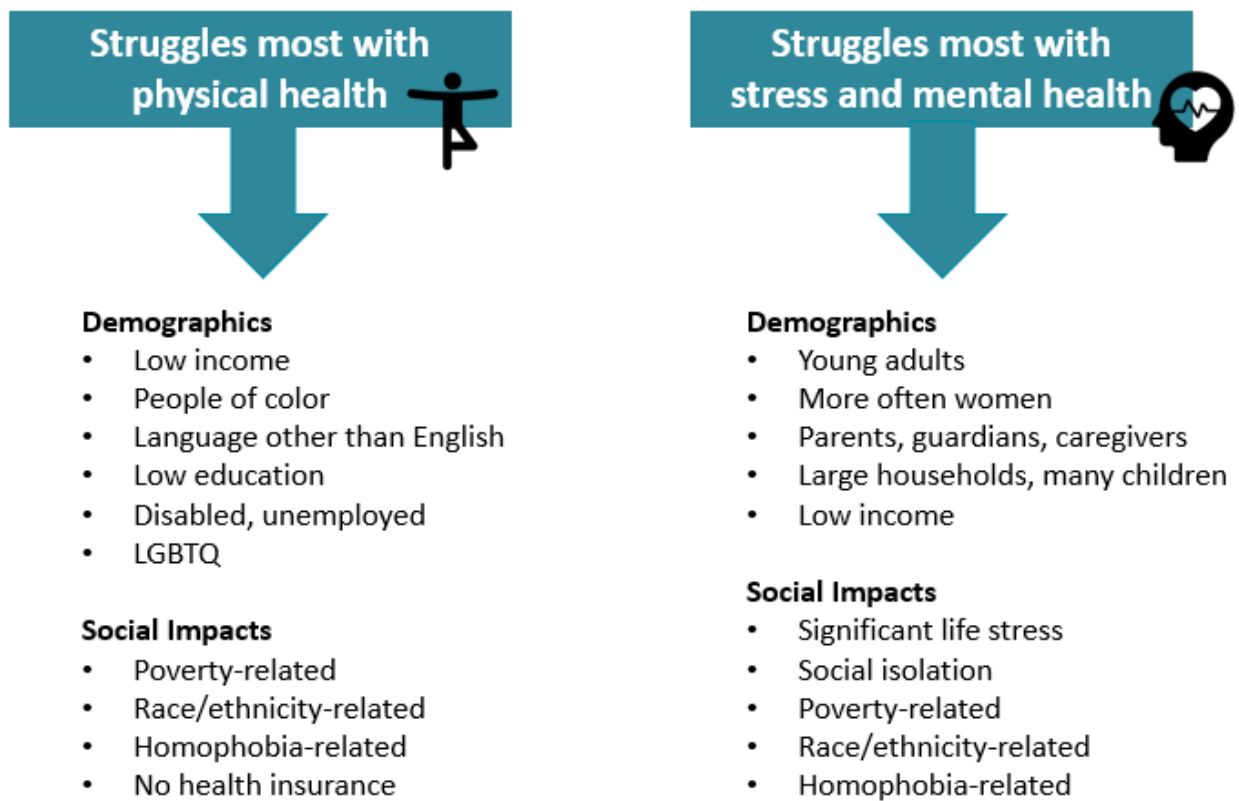 Struggles most with
physical health
Demographics
• Low income
• People of color
• Language other than English
• Low education
• Disabled, unemployed
• LGBTQ
Social Impacts
• Poverty-related
• Race/ethnicity-related
• Homophobia-related
• No health insurance
Struggles most with
stress and mental health
Demographics
• Young adults
• More often women
• Parents, guardians, caregivers
• Large households, many children
• Low income
Social Impacts
• Significant life stress
• Social isolation
• Poverty-related
• Race/ethnicity-related
• Homophobia-related